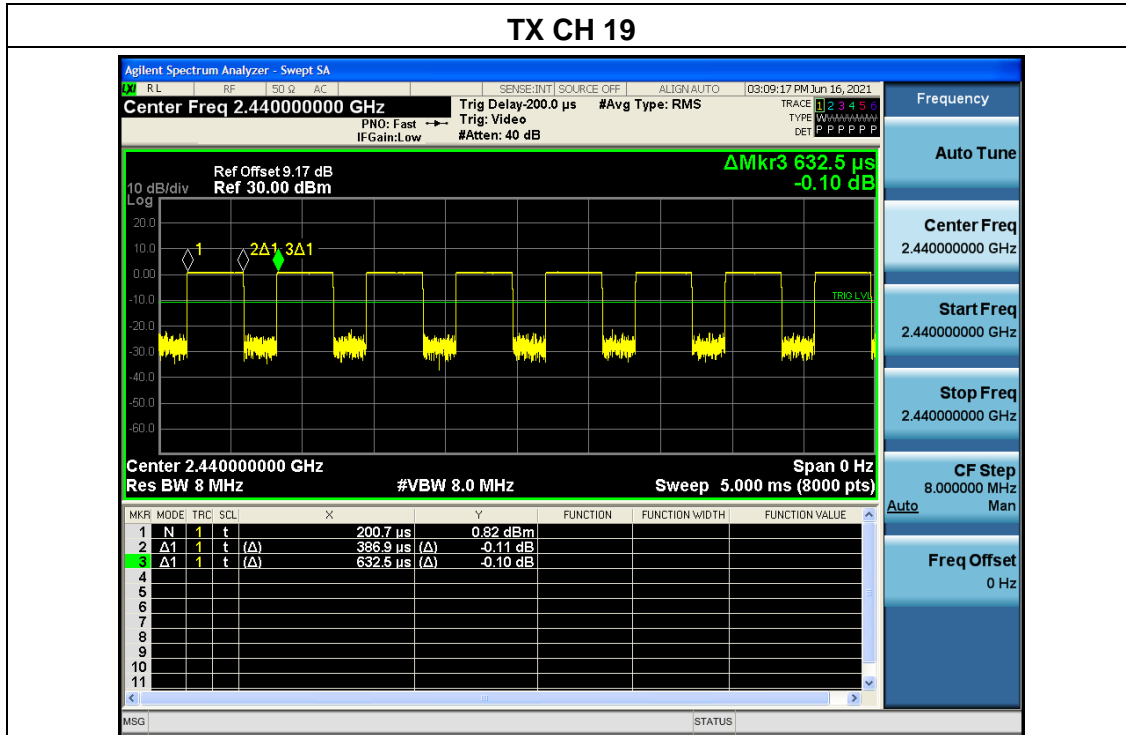 TX CH 19
Agilent Spectrum Analyzer - Swept SA
LXI RL RF 50 Ω AC SENSE:INT SOURCE OFF ALIGN AUTO 03:09:17 PM Jun 16, 2021
Center Freq 2.440000000 GHz
PNO: Fast
IFGain:Low
Trig Delay-200.0 µs #Avg Type: RMS
Trig: Video
#Atten: 40 dB
TRACE 1 2 3 4 5 6
TYPE WWWWWW
DET P P P P P P
ΔMkr3 632.5 µs
-0.10 dB
Ref Offset 9.17 dB
10 dB/div Ref 30.00 dBm
Log
20.0
10.0
0.00
-10.0
-20.0
-30.0
-40.0
-50.0
-60.0
1 2Δ1 3Δ1
TRIG LVL
Center 2.440000000 GHz Span 0 Hz
Res BW 8 MHz #VBW 8.0 MHz Sweep 5.000 ms (8000 pts)
MKR MODE TRC SCL X Y FUNCTION FUNCTION WIDTH FUNCTION VALUE
1 N 1 t 200.7 µs 0.82 dBm
2 Δ1 1 t (Δ) 386.9 µs (Δ) -0.11 dB
3 Δ1 1 t (Δ) 632.5 µs (Δ) -0.10 dB
4
5
6
7
8
9
10
11
MSG STATUS
Frequency
Auto Tune
Center Freq
2.440000000 GHz
Start Freq
2.440000000 GHz
Stop Freq
2.440000000 GHz
CF Step
8.000000 MHz
Auto Man
Freq Offset
0 Hz